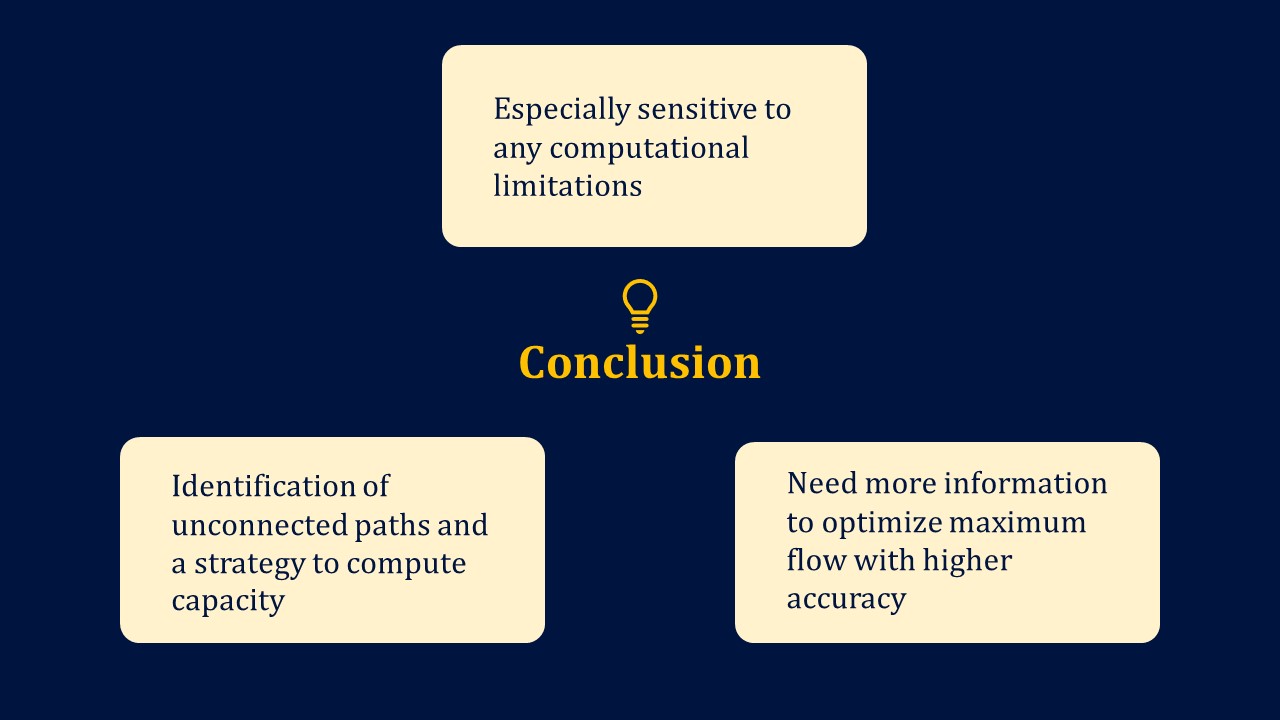 Especially sensitive to
any computational
limitations
Conclusion
Identification of
unconnected paths and
a strategy to compute
capacity
Need more information
to optimize maximum
flow with higher
accuracy